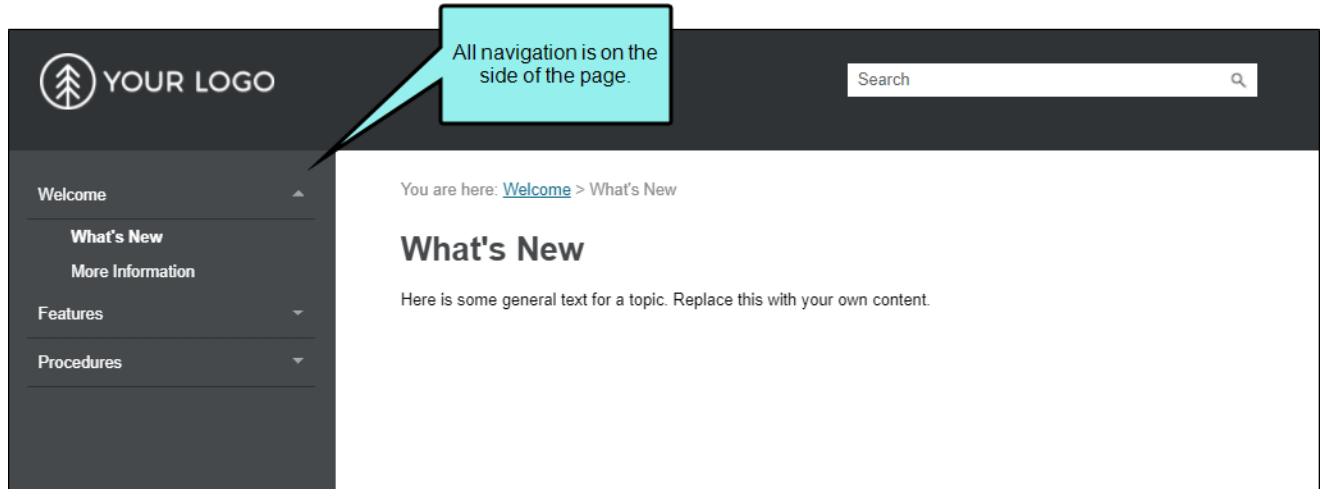 All navigation is on the
side of the page.
YOUR LOGO
Search
Welcome
What's New
More Information
Features
Procedures
You are here: Welcome > What's New
What's New
Here is some general text for a topic. Replace this with your own content.